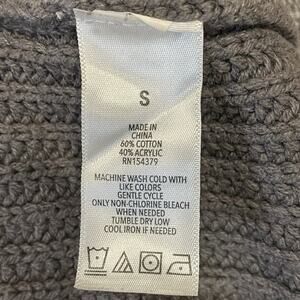 S
MADE IN
CHINA
60% COTTON
40% ACRYLIC
RN154379
MACHINE WASH COLD WITH
LIKE COLORS
GENTLE CYCLE
ONLY NON-CHLORINE BLEACH
WHEN NEEDED
TUMBLE DRY LOW
COOL IRON IF NEEDED